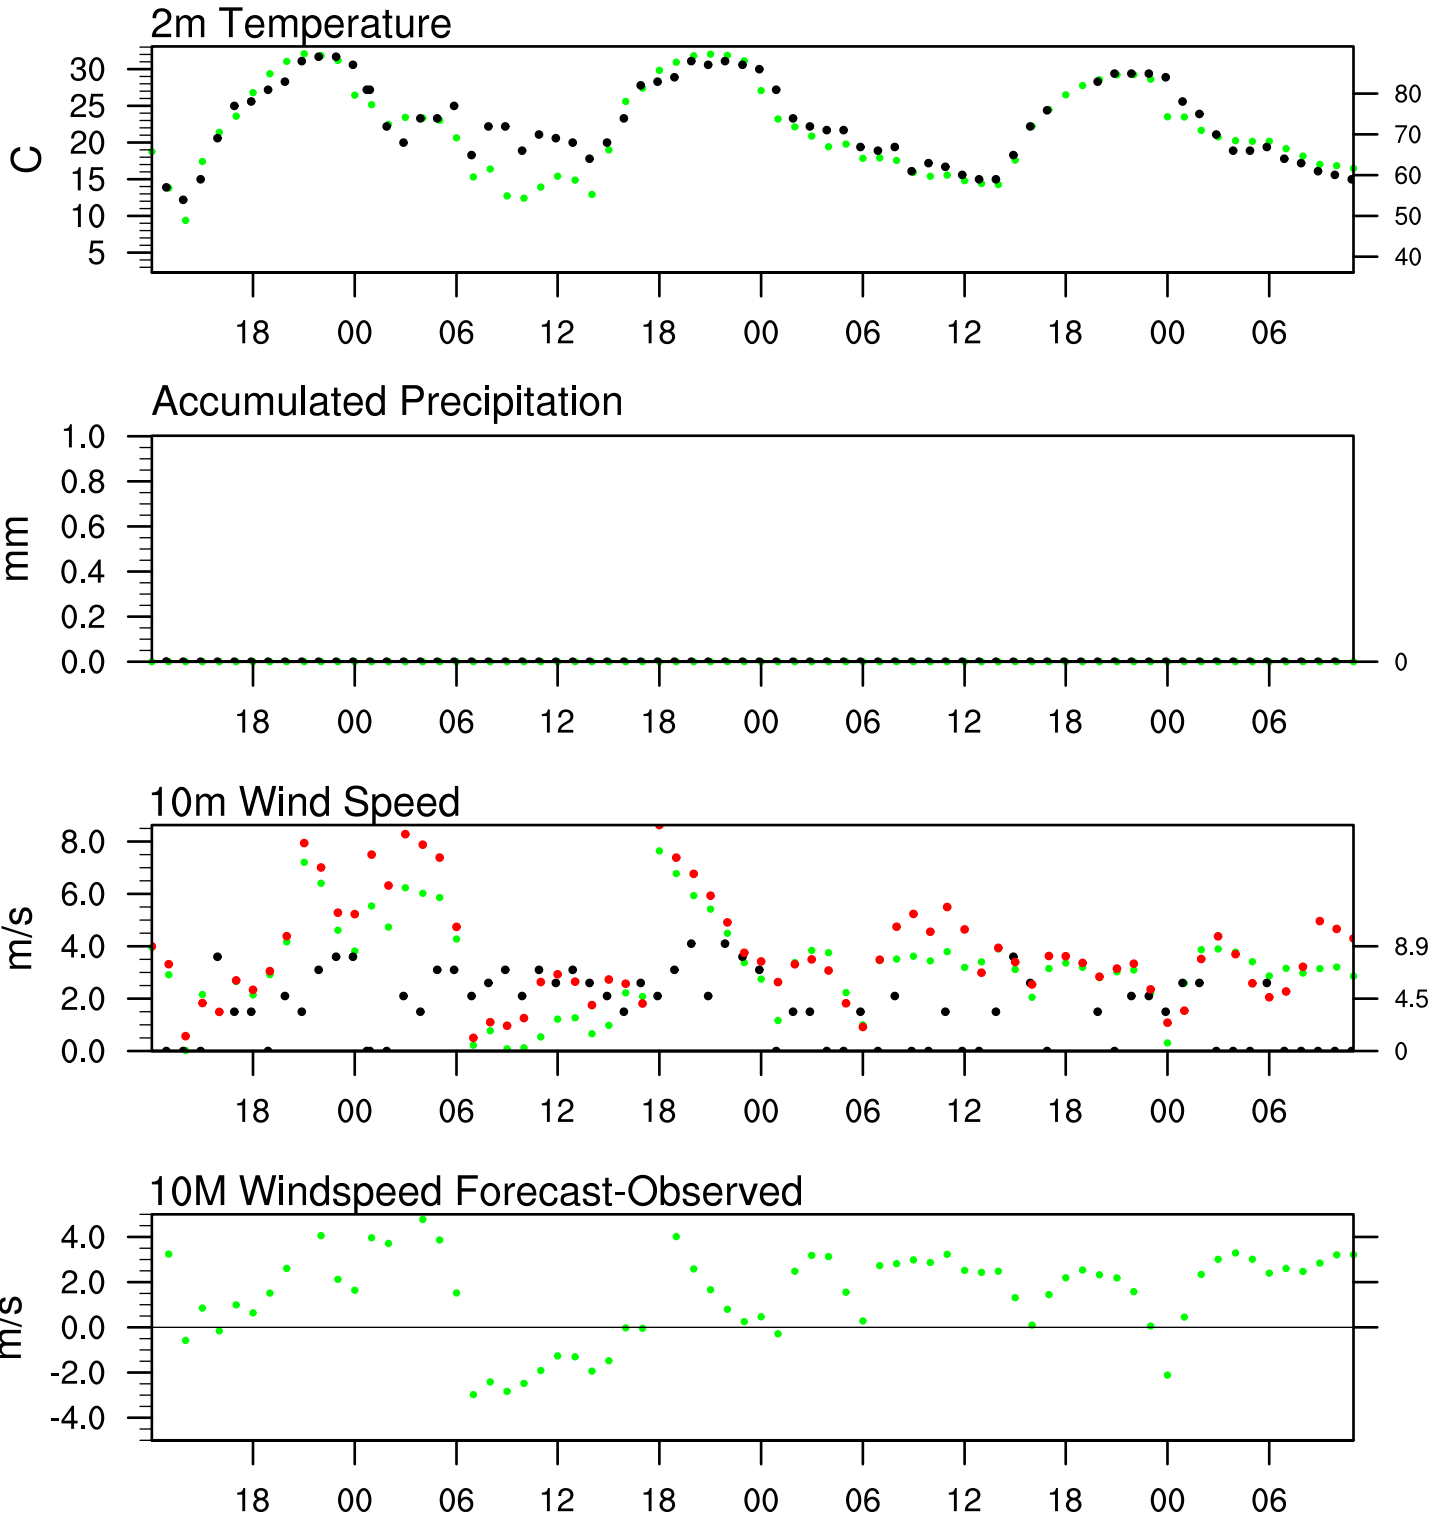 2m Temperature
30
25
20
15
10
5
C
80
70
60
50
40
18 00 06 12 18 00 06 12 18 00 06
Accumulated Precipitation
1.0
0.8
0.6
0.4
0.2
0.0
mm
0
18 00 06 12 18 00 06 12 18 00 06
10m Wind Speed
8.0
6.0
4.0
2.0
0.0
m/s
8.9
4.5
0
18 00 06 12 18 00 06 12 18 00 06
10M Windspeed Forecast-Observed
4.0
2.0
0.0
-2.0
-4.0
m/s
18 00 06 12 18 00 06 12 18 00 06